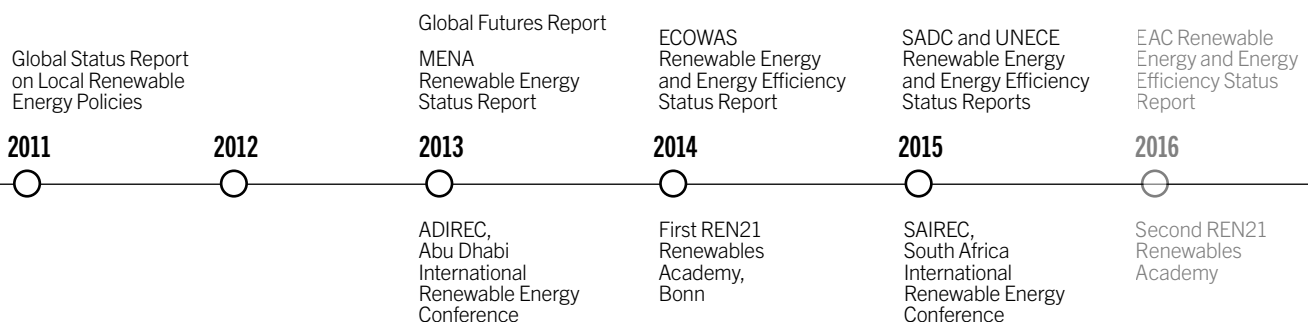 Global Status Report
on Local Renewable
Energy Policies
Global Futures Report
MENA
Renewable Energy
Status Report
ECOWAS
Renewable Energy
and Energy Efficiency
Status Report
SADC and UNECE
Renewable Energy
and Energy Efficiency
Status Reports
EAC Renewable
Energy and Energy
Efficiency Status
Report
2011
2012
2013
2014
2015
2016
ADIREC,
Abu Dhabi
International
Renewable Energy
Conference
First REN21
Renewables
Academy,
Bonn
SAIREC,
South Africa
International
Renewable Energy
Conference
Second REN21
Renewables
Academy